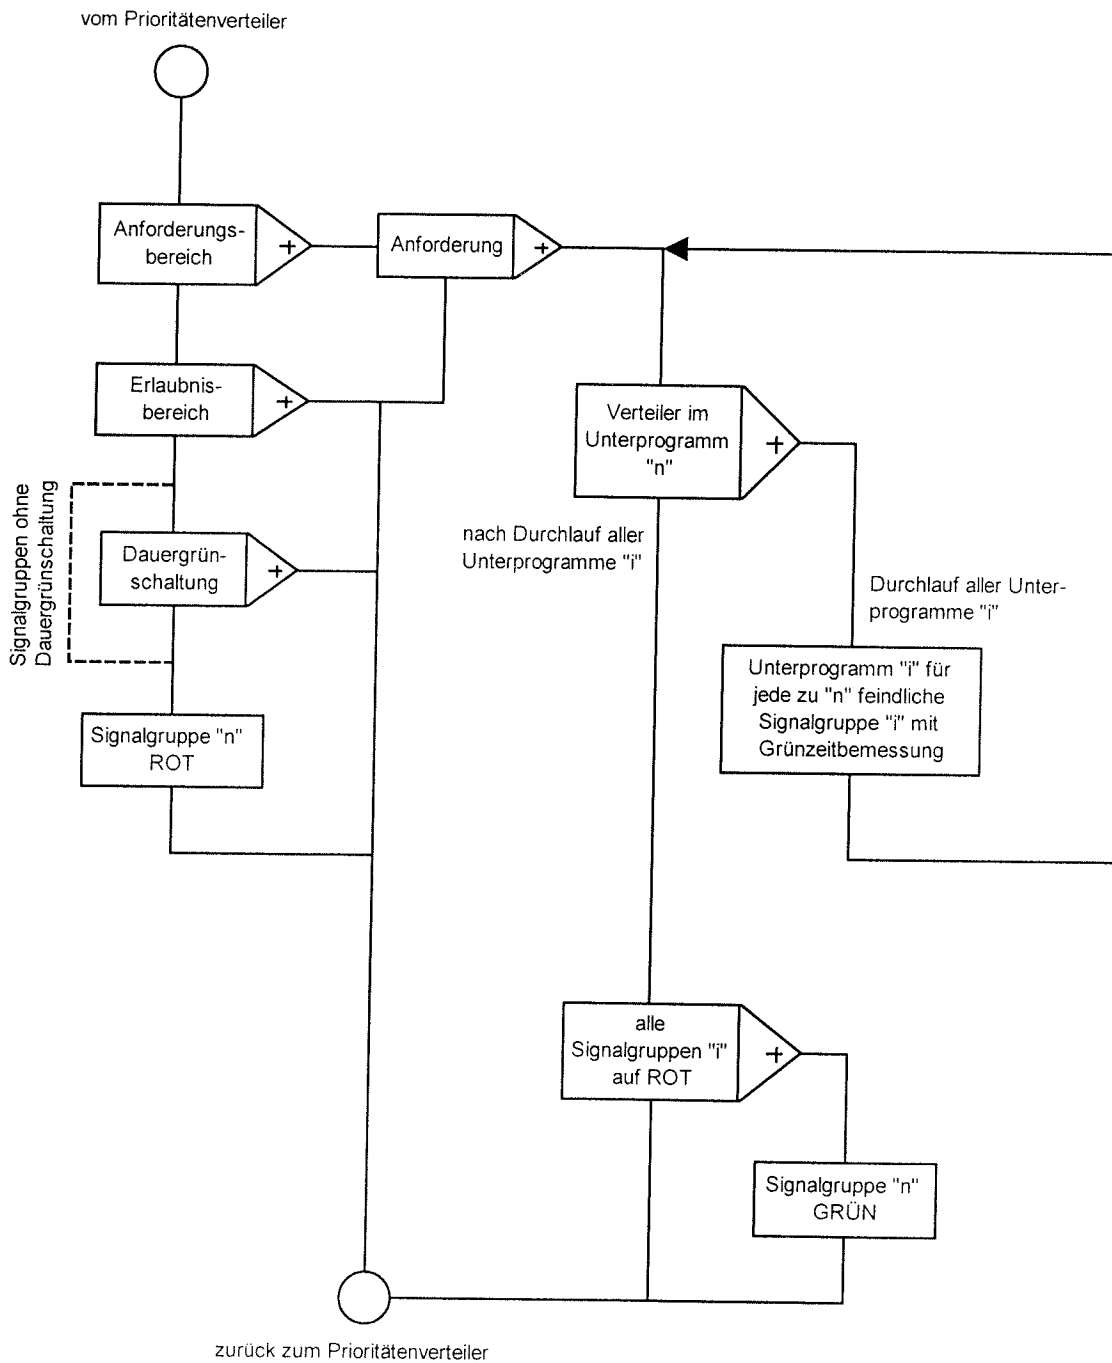 vom Prioritätenverteiler
Anforderungs-
bereich
+
Anforderung
+
Erlaubnis-
bereich
+
Verteiler im
Unterprogramm
"n"
+
Signalgruppen ohne
Dauergrünschaltung
nach Durchlauf aller
Unterprogramme "i"
Dauergrün-
schaltung
+
Durchlauf aller Unter-
programme "i"
Unterprogramm "i" für
jede zu "n" feindliche
Signalgruppe "i" mit
Grünzeitbemessung
Signalgruppe "n"
ROT
alle
Signalgruppen "i"
auf ROT
+
Signalgruppe "n"
GRÜN
zurück zum Prioritätenverteiler